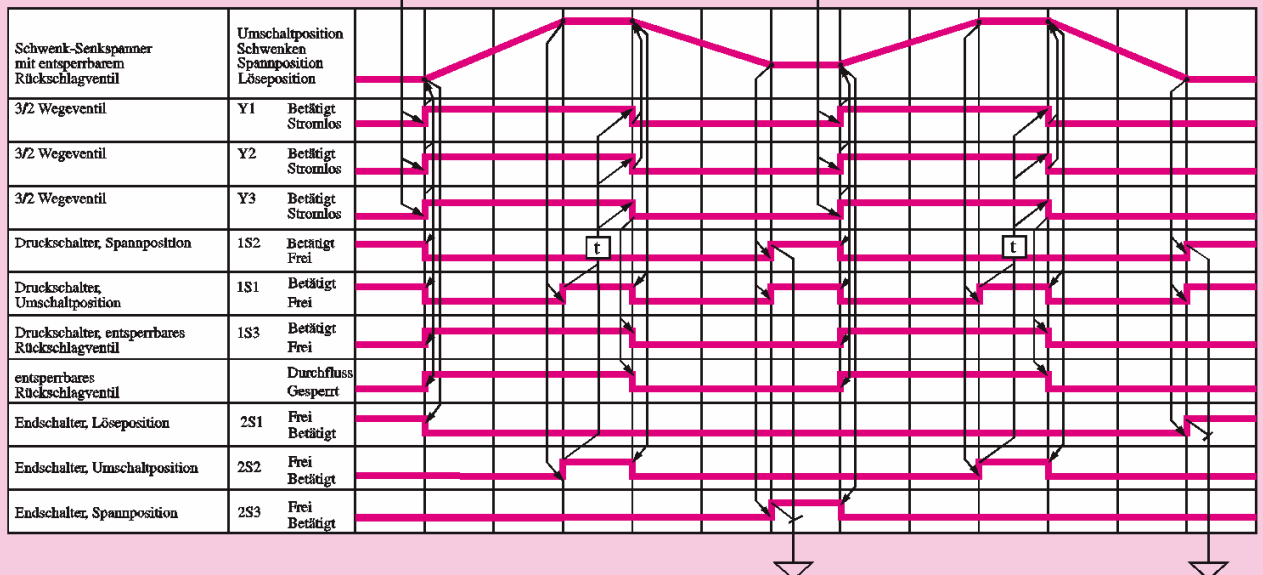 Schwenk-Senkspanner
mit entsperrbarem
Rückschlagventil
Umschaltposition
Schwenken
Spannposition
Löseposition
3/2 Wegeventil Y1 Betätigt
Stromlos
3/2 Wegeventil Y2 Betätigt
Stromlos
3/2 Wegeventil Y3 Betätigt
Stromlos
Druckschalter, Spannposition 1S2 Betätigt
Frei
t
t
Druckschalter,
Umschaltposition
1S1 Betätigt
Frei
Druckschalter, entsperrbares
Rückschlagventil
1S3 Betätigt
Frei
entsperrbares
Rückschlagventil
Durchfluss
Gesperrt
Endschalter, Löseposition 2S1 Frei
Betätigt
Endschalter, Umschaltposition 2S2 Frei
Betätigt
Endschalter, Spannposition 2S3 Frei
Betätigt